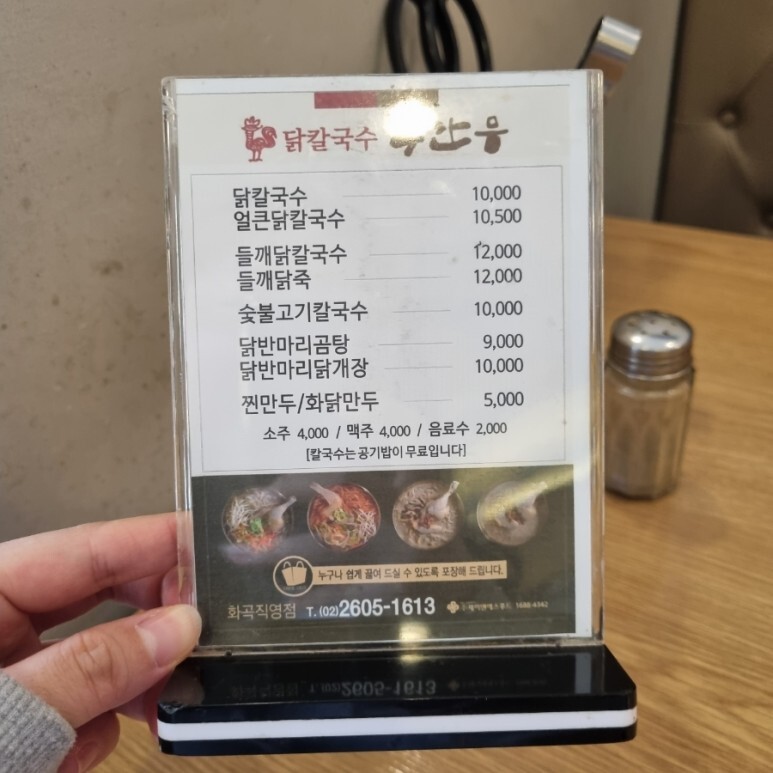 닭칼국수
닭칼국수 10,000
얼큰닭칼국수 10,500
들깨닭칼국수 12,000
들깨닭죽 12,000
숯불고기칼국수 10,000
닭반마리곰탕 9,000
닭반마리닭개장 10,000
찐만두/화닭만두 5,000
소주 4,000 / 맥주 4,000 / 음료수 2,000
[칼국수는 공기밥이 무료입니다]
누구나 쉽게 끓여 드실 수 있도록 포장해 드립니다.
화곡직영점 T. (02)2605-1613